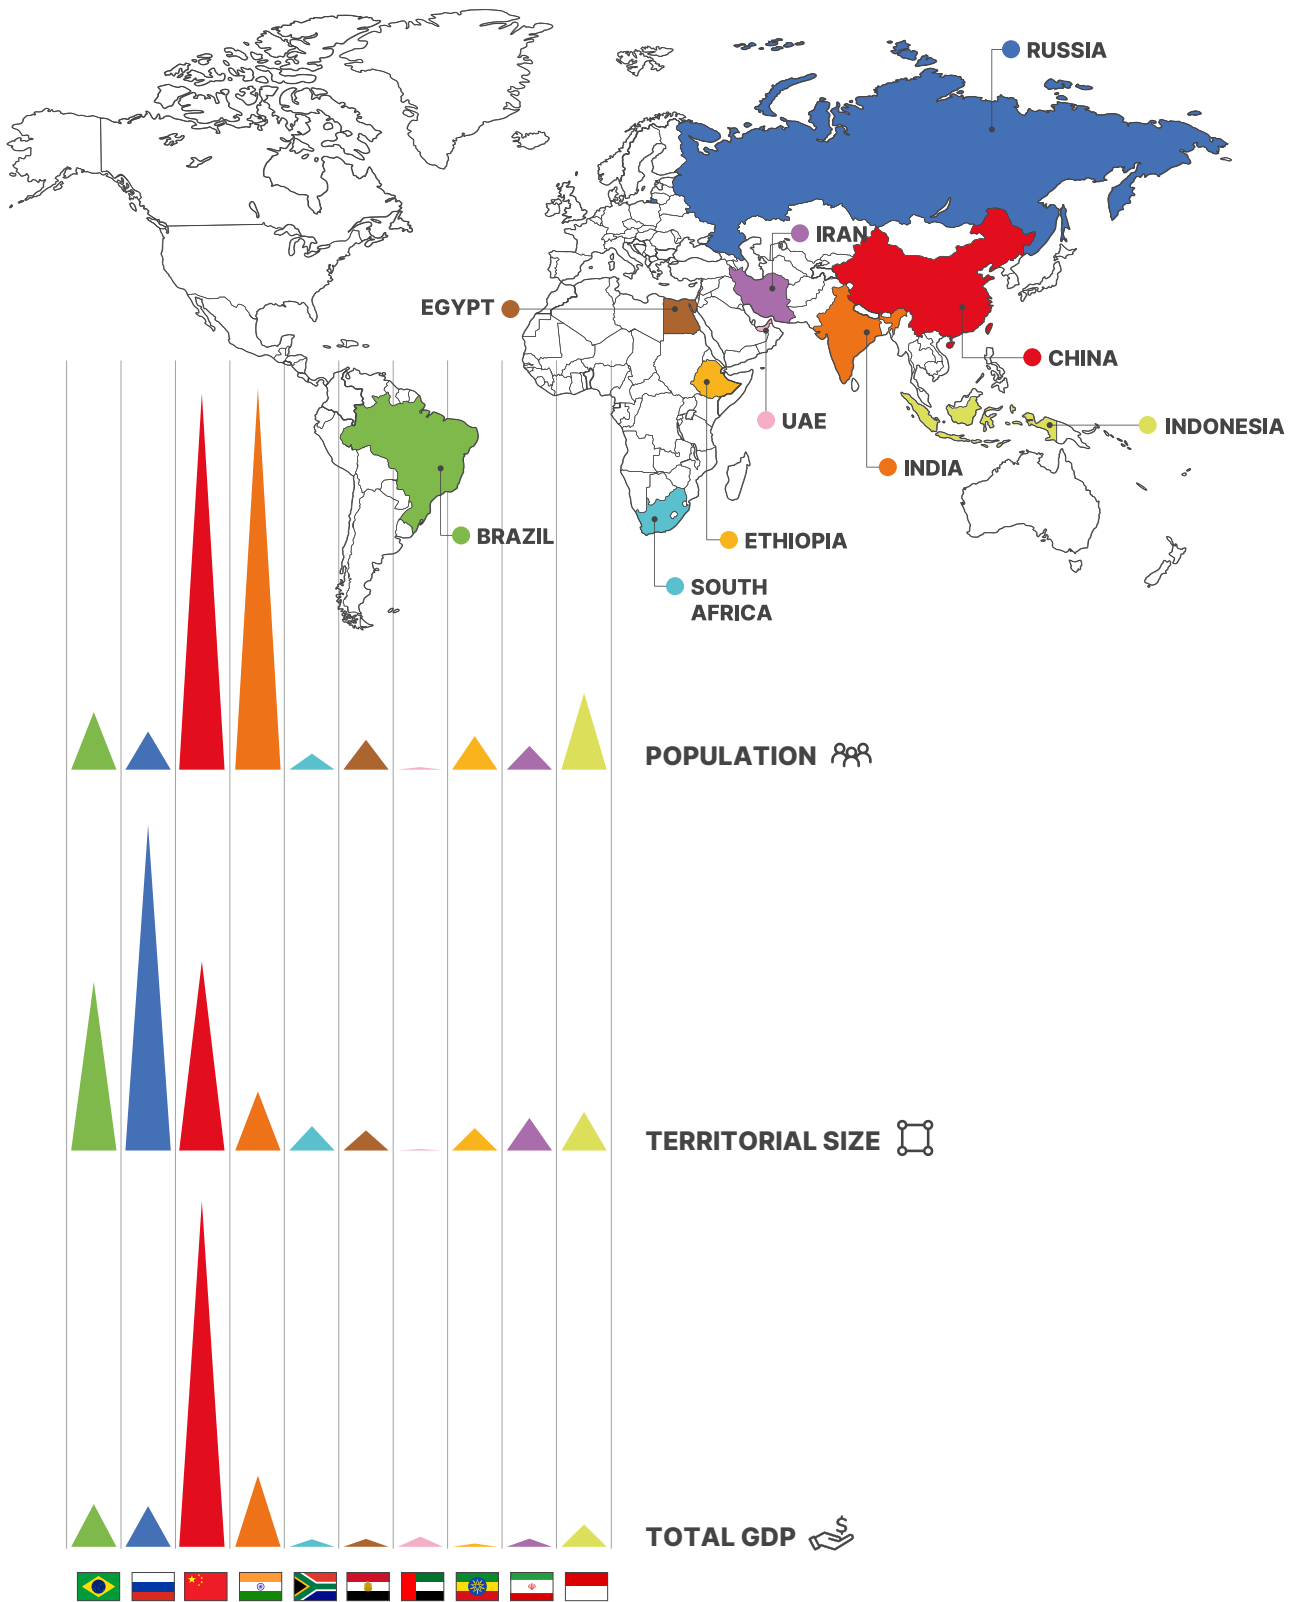 RUSSIA
IRAN
EGYPT
CHINA
UAE
INDONESIA
INDIA
BRAZIL
ETHIOPIA
SOUTH
AFRICA
POPULATION
TERRITORIAL SIZE
TOTAL GDP
$